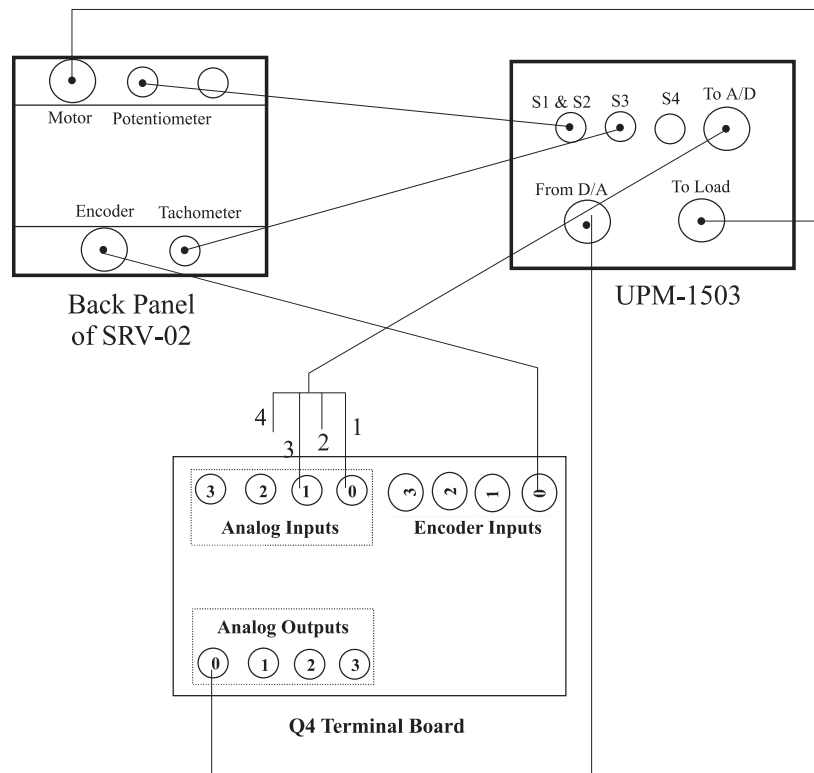 Motor
Potentiometer
Encoder
Tachometer
Back Panel
of SRV-02
S1 & S2
S3
S4
To A/D
From D/A
To Load
UPM-1503
4
3
2
1
3
2
1
0
Analog Inputs
3
2
1
0
Encoder Inputs
Analog Outputs
0
1
2
3
Q4 Terminal Board